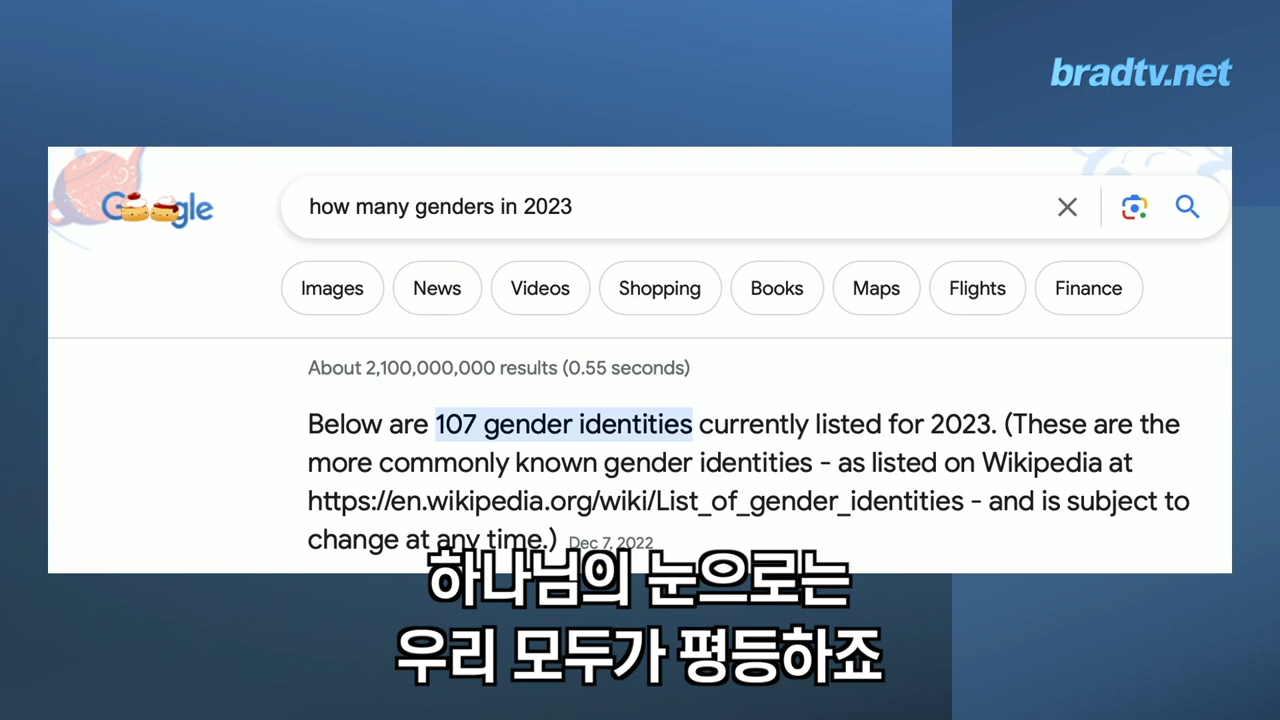 bradtv.net
Google
how many genders in 2023
Images News Videos Shopping Books Maps Flights Finance
About 2,100,000,000 results (0.55 seconds)
Below are 107 gender identities currently listed for 2023. (These are the
more commonly known gender identities - as listed on Wikipedia at
https://en.wikipedia.org/wiki/List_of_gender_identities - and is subject to
change at any time.) Dec 7, 2022
하나님의 눈으로는
우리 모두가 평등하죠